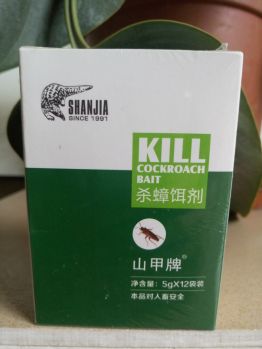 SHANJIA
SINCE 1991
KILL
COCKROACH
BAIT
杀蟑饵剂
山甲牌®
净含量：5gX12袋装
本品对人畜安全